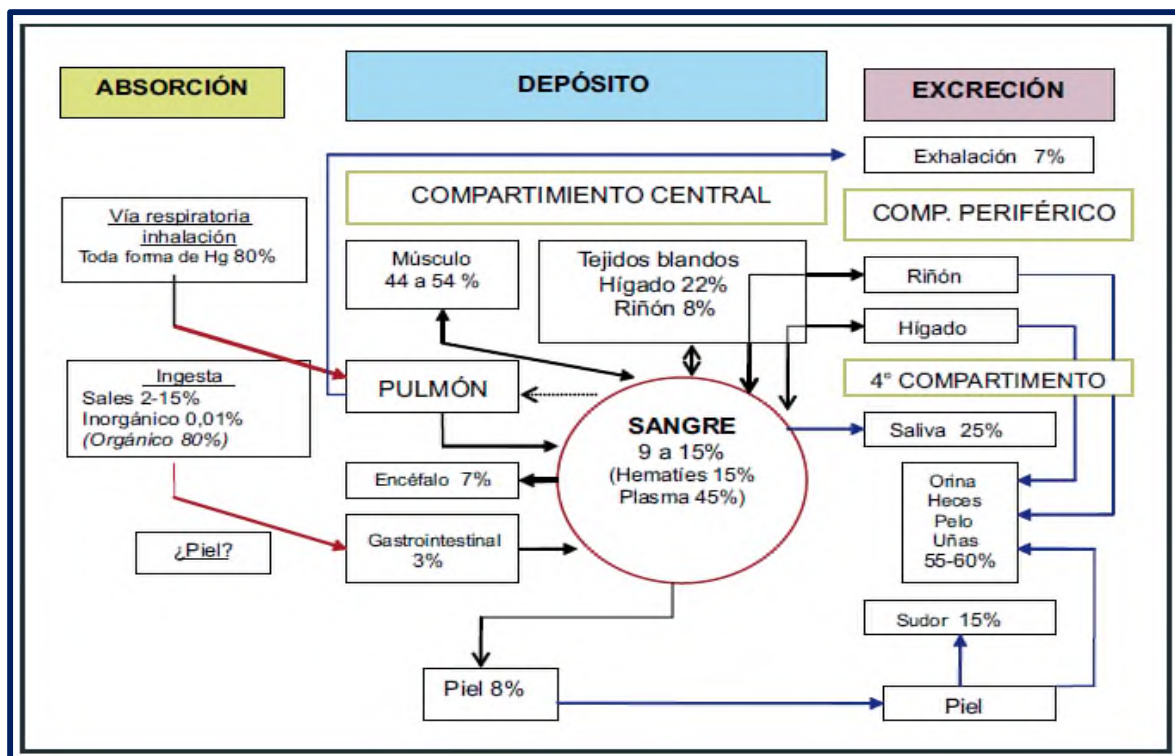 ABSORCIÓN
DEPÓSITO
EXCRECIÓN
Exhalación 7%
COMPARTIMIENTO CENTRAL
COMP. PERIFÉRICO
Vía respiratoria
inhalación
Toda forma de Hg 80%
Músculo
44 a 54 %
Tejidos blandos
Hígado 22%
Riñón 8%
Riñón
Hígado
Ingesta
Sales 2-15%
Inorgánico 0,01%
(Orgánico 80%)
PULMÓN
4º COMPARTIMENTO
SANGRE
9 a 15%
(Hematíes 15%
Plasma 45%)
Saliva 25%
Encéfalo 7%
Orina
Heces
Pelo
Uñas
55-60%
¿Piel?
Gastrointestinal
3%
Sudor 15%
Piel 8%
Piel